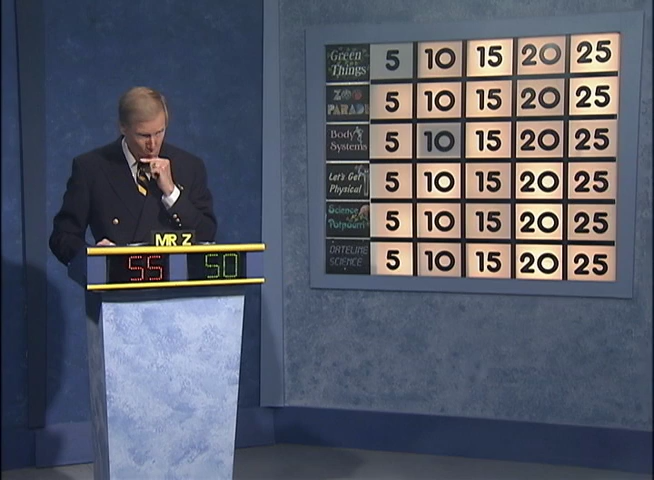 Green Things 5 10 15 20 25
ZOO PARADE 5 10 15 20 25
Body Systems 5 10 15 20 25
Let's Get Physical 5 10 15 20 25
Science Potpourri 5 10 15 20 25
DATELINE SCIENCE 5 10 15 20 25
MR Z
55 50